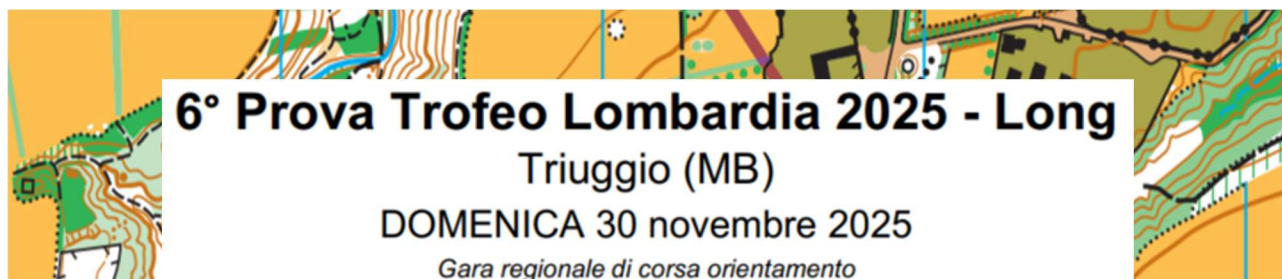 6° Prova Trofeo Lombardia 2025 - Long
Triuggio (MB)
DOMENICA 30 novembre 2025
Gara regionale di corsa orientamento